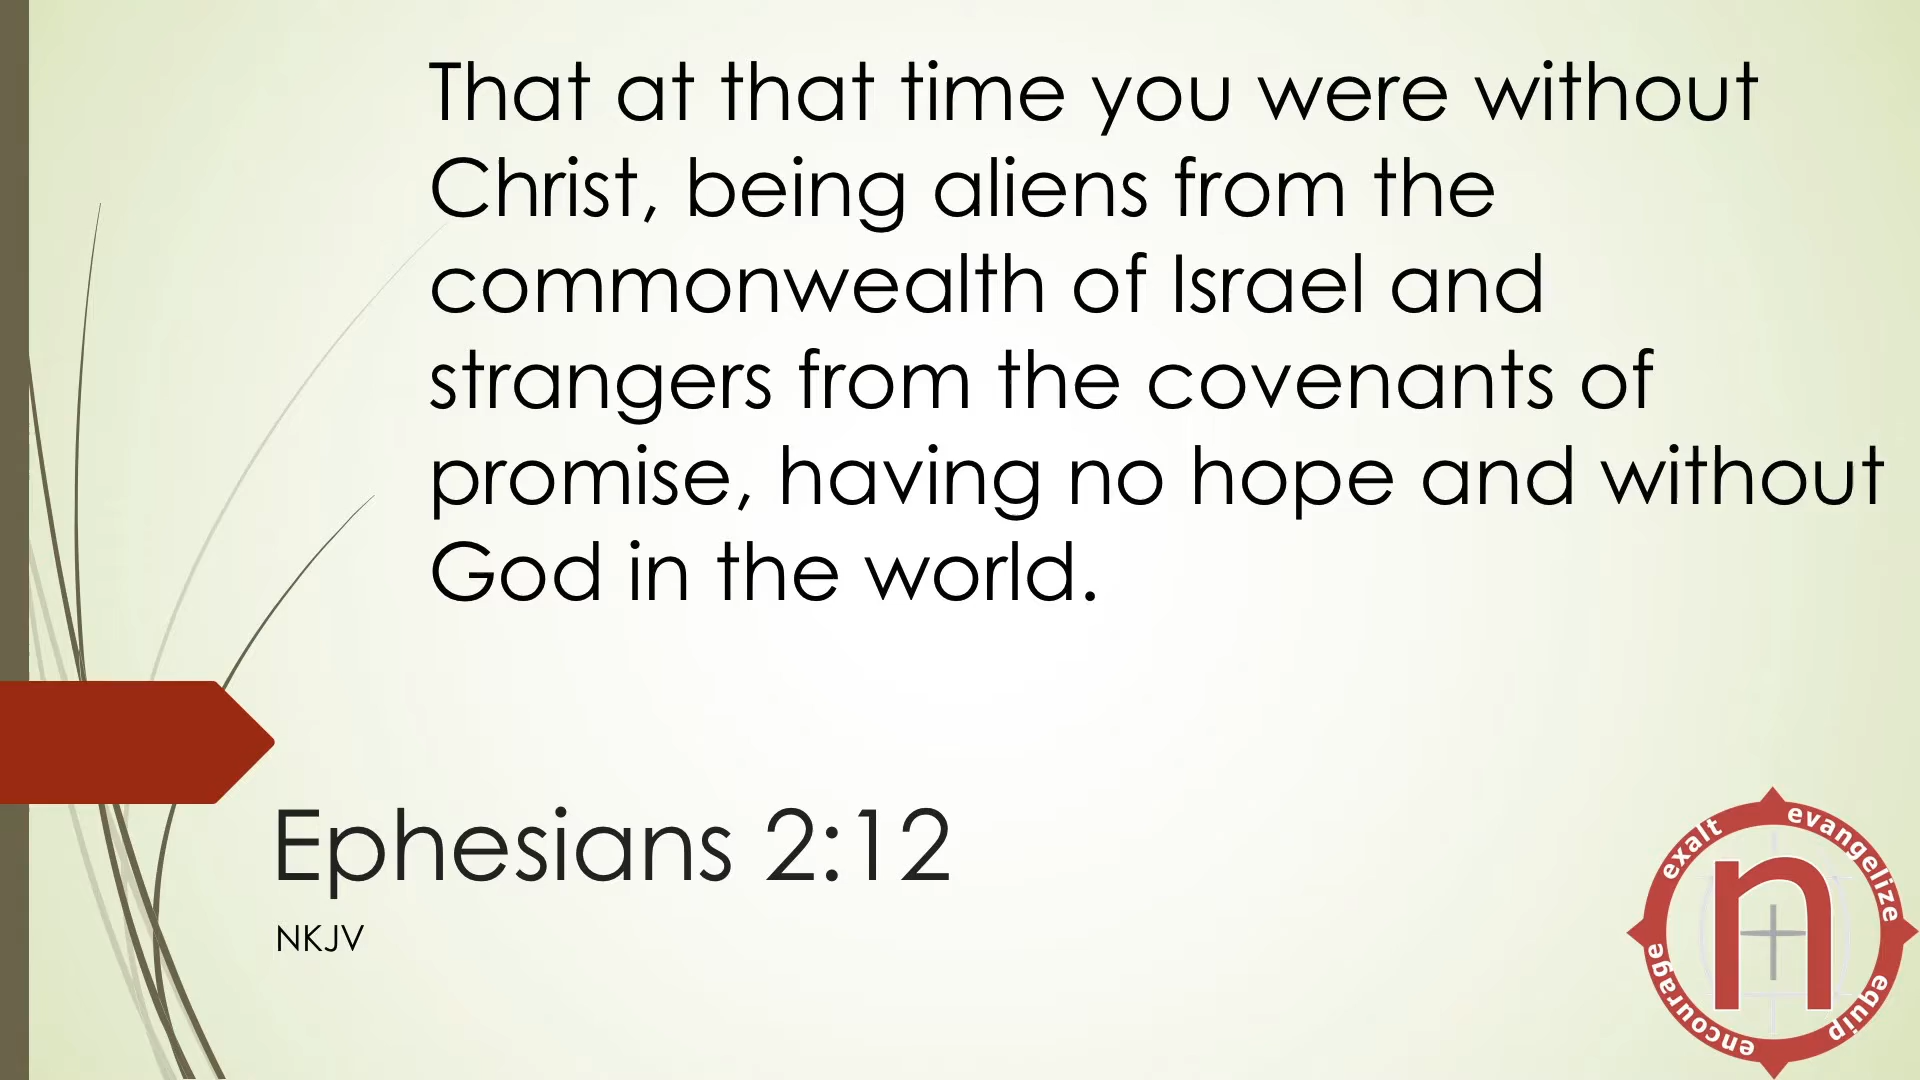 That at that time you were without
Christ, being aliens from the
commonwealth of Israel and
strangers from the covenants of
promise, having no hope and without
God in the world.
Ephesians 2:12
NKJV
exalt
evangelize
equip
encourage
n